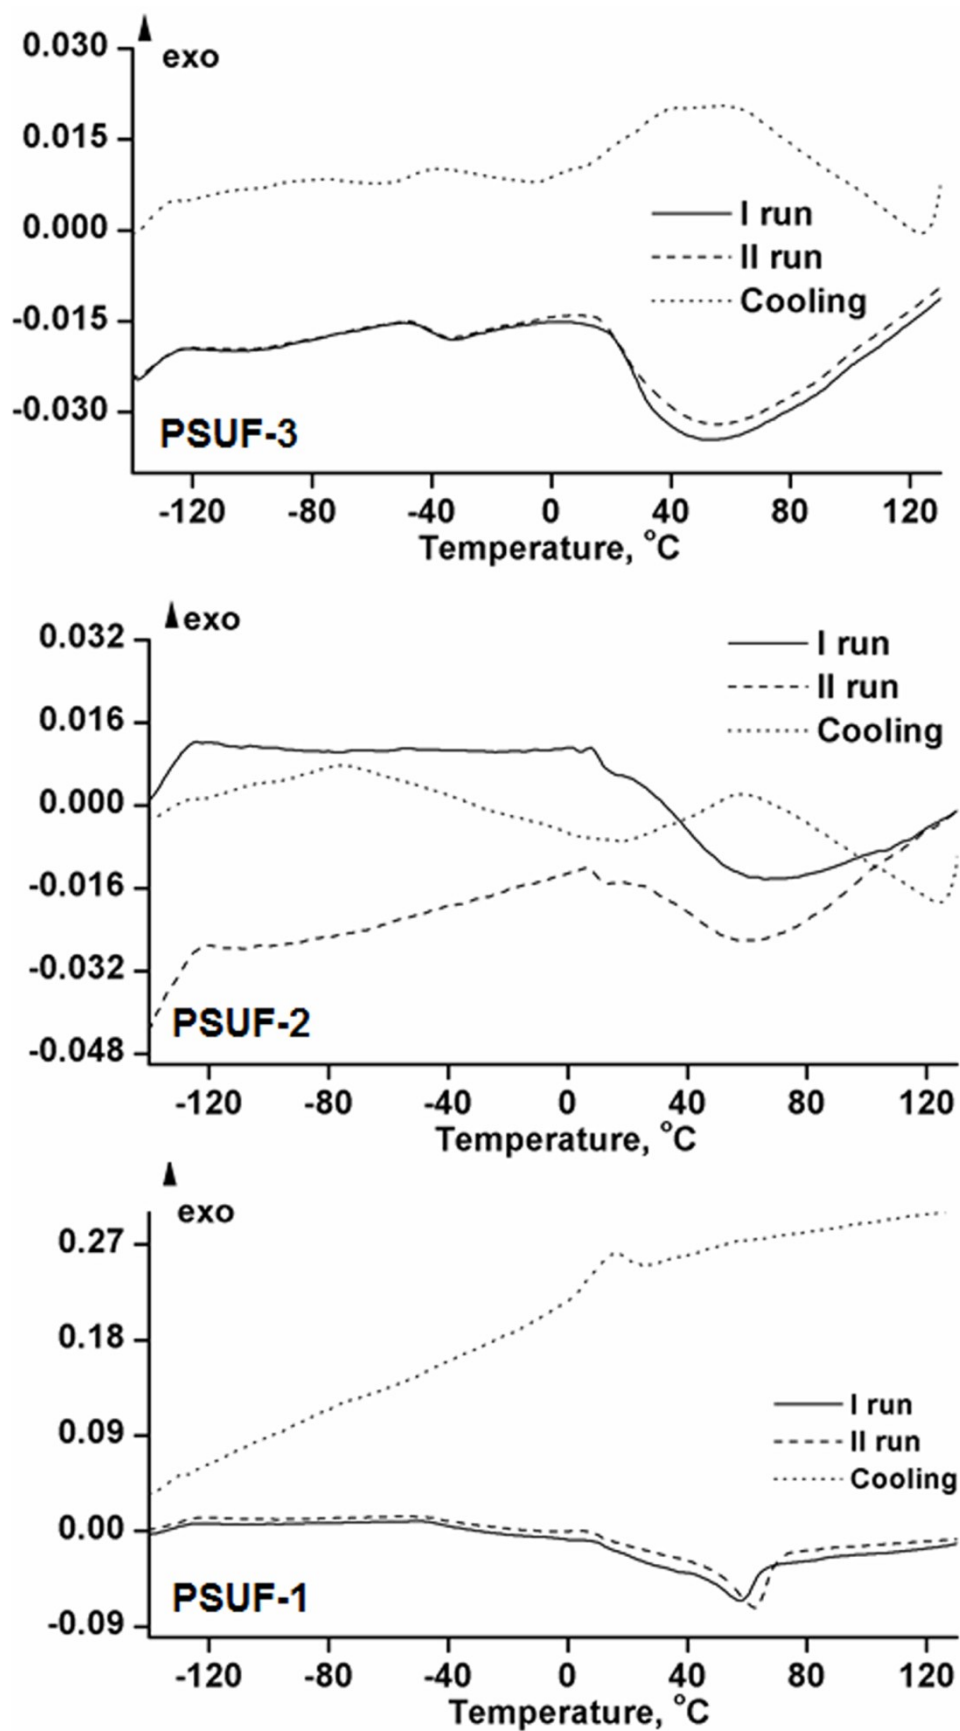 exo
0.030
0.015
0.000
-0.015
-0.030
I run
II run
Cooling
PSUF-3
-120 -80 -40 0 40 80 120
Temperature, °C
exo
0.032
0.016
0.000
-0.016
-0.032
-0.048
I run
II run
Cooling
PSUF-2
-120 -80 -40 0 40 80 120
Temperature, °C
exo
0.27
0.18
0.09
0.00
-0.09
I run
II run
Cooling
PSUF-1
-120 -80 -40 0 40 80 120
Temperature, °C